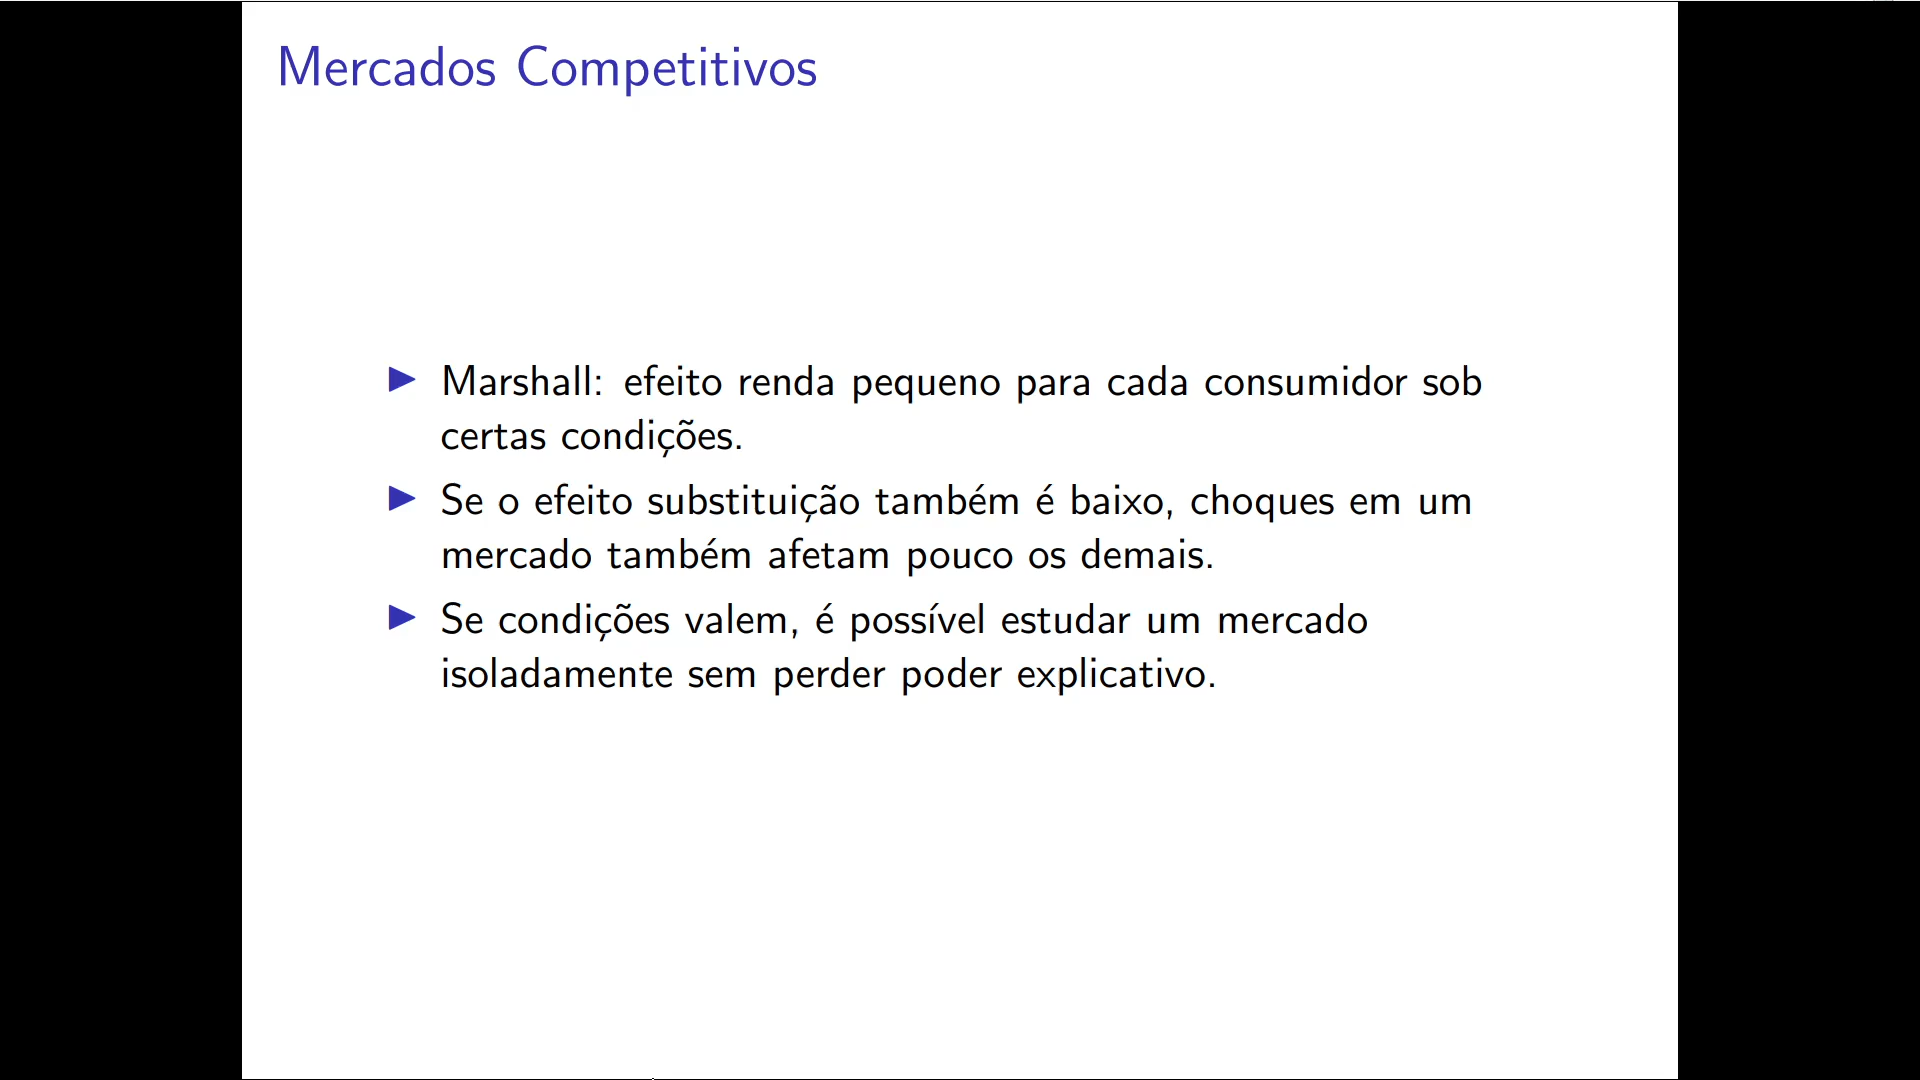 Mercados Competitivos
Marshall: efeito renda pequeno para cada consumidor sob
certas condições.
Se o efeito substituição também é baixo, choques em um
mercado também afetam pouco os demais.
Se condições valem, é possível estudar um mercado
isoladamente sem perder poder explicativo.